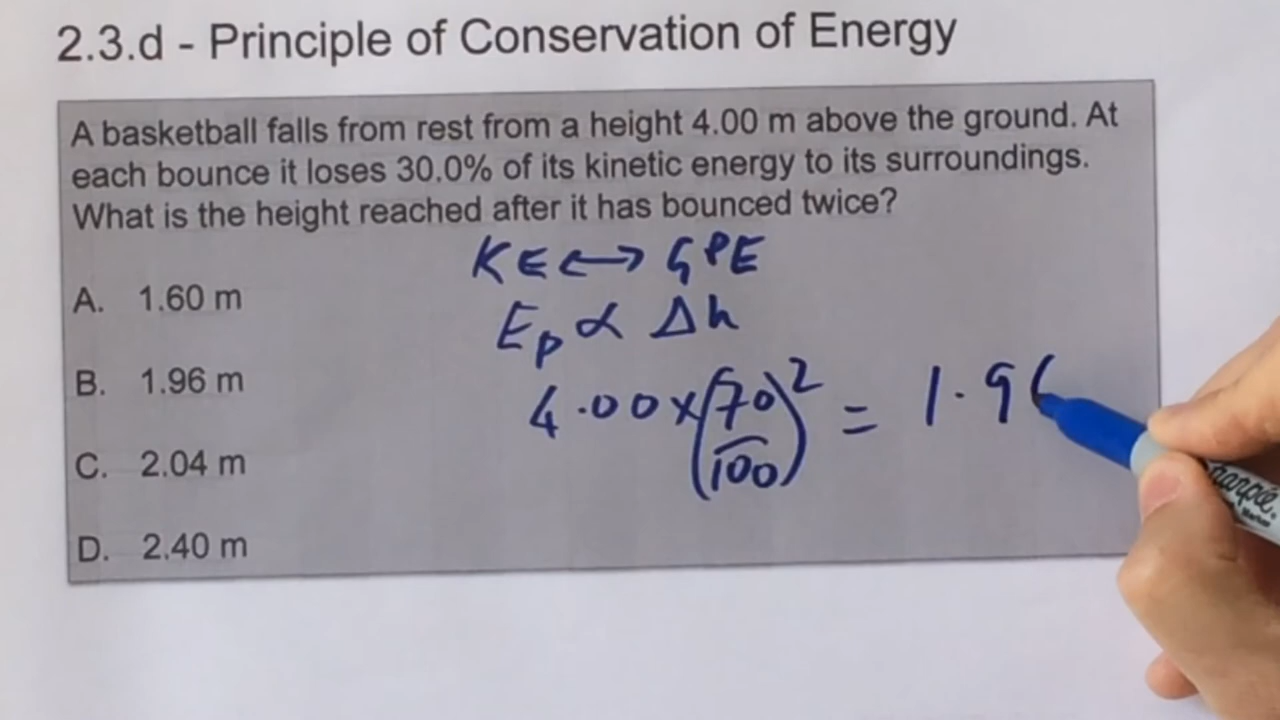 2.3.d - Principle of Conservation of Energy
A basketball falls from rest from a height 4.00 m above the ground. At
each bounce it loses 30.0% of its kinetic energy to its surroundings.
What is the height reached after it has bounced twice?
KE ↔ GPE
A. 1.60 m
Ep ∝ Δh
B. 1.96 m
4.00 × (70/100)² = 1.96
C. 2.04 m
D. 2.40 m